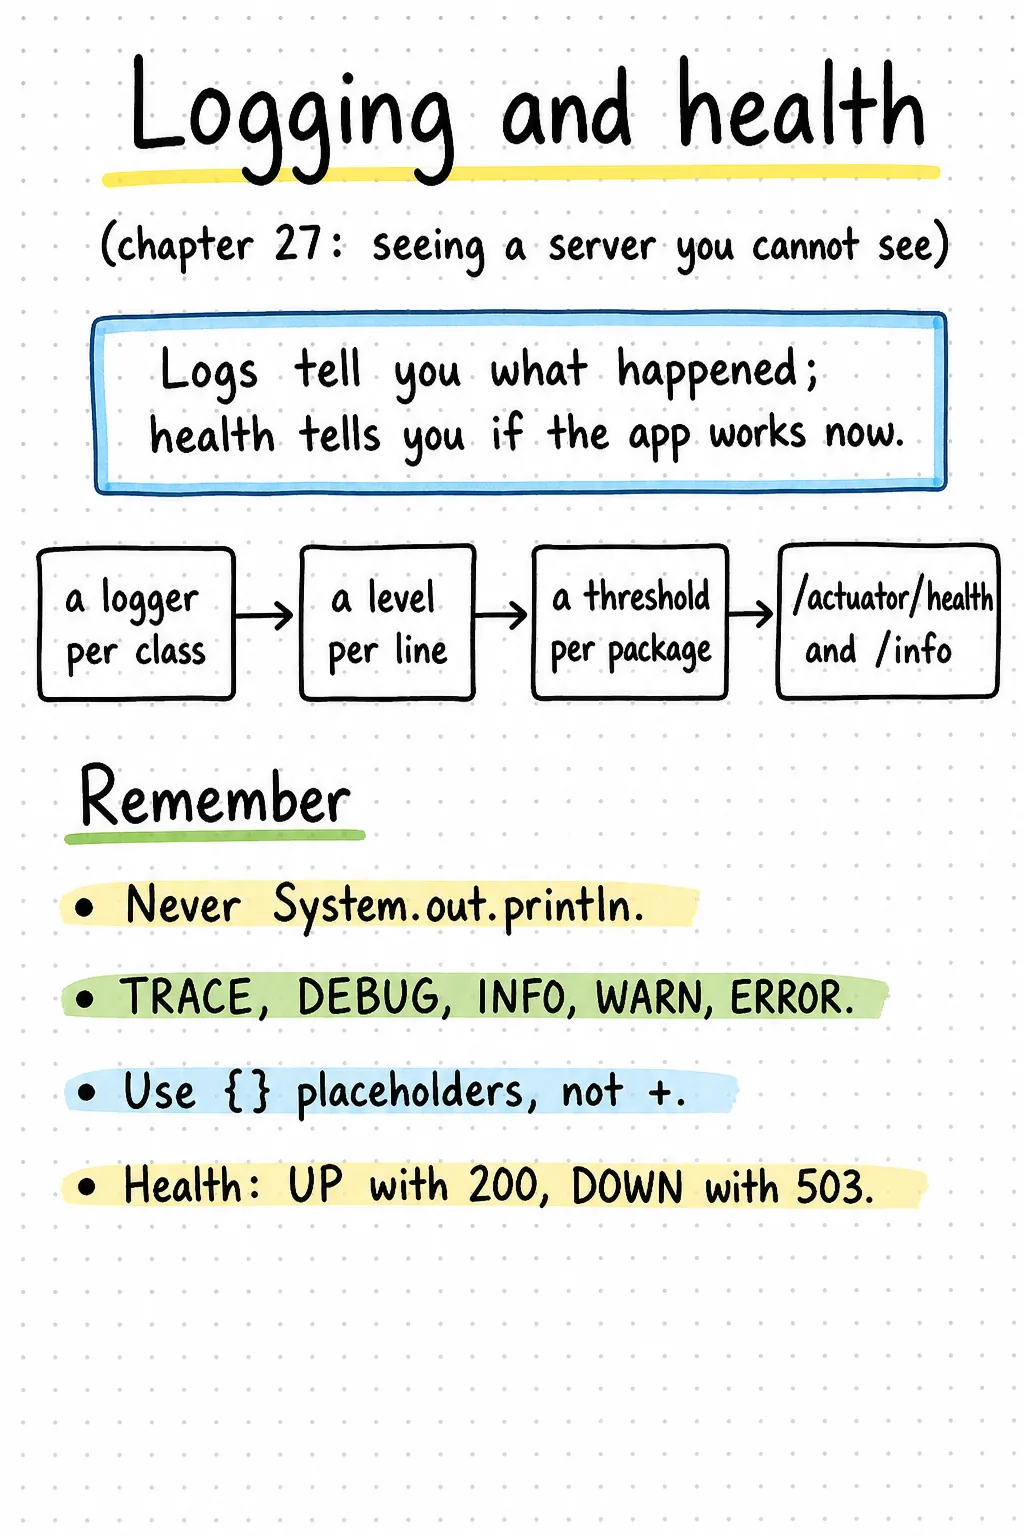 Logging and health
(chapter 27: seeing a server you cannot see)
Logs tell you what happened;
health tells you if the app works now.
a logger
per class
a level
per line
a threshold
per package
/actuator/health
and /info
Remember
• Never System.out.println.
• TRACE, DEBUG, INFO, WARN, ERROR.
• Use {} placeholders, not +.
• Health: UP with 200, DOWN with 503.